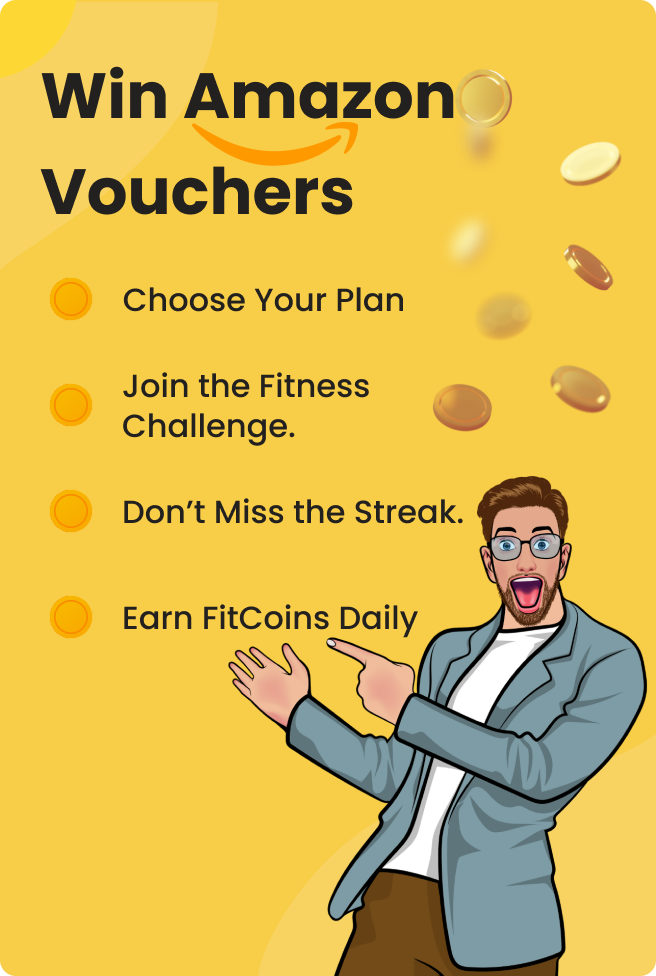 Win Amazon
Vouchers
Choose Your Plan
Join the Fitness
Challenge.
Don’t Miss the Streak.
Earn FitCoins Daily